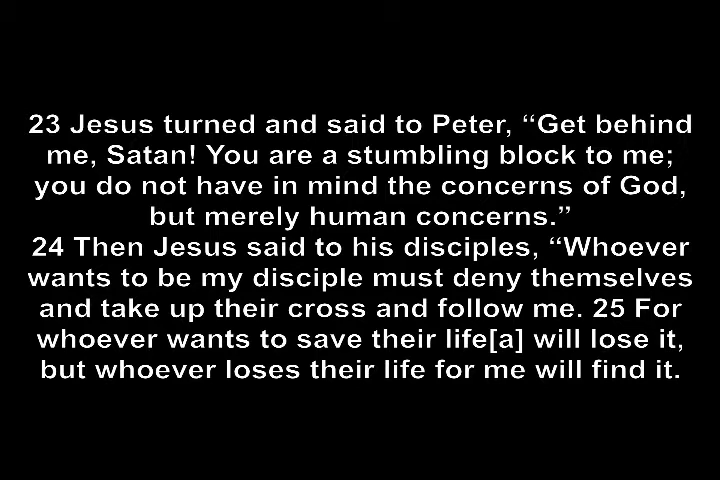 23 Jesus turned and said to Peter, “Get behind
me, Satan! You are a stumbling block to me;
you do not have in mind the concerns of God,
but merely human concerns.”
24 Then Jesus said to his disciples, “Whoever
wants to be my disciple must deny themselves
and take up their cross and follow me. 25 For
whoever wants to save their life[a] will lose it,
but whoever loses their life for me will find it.